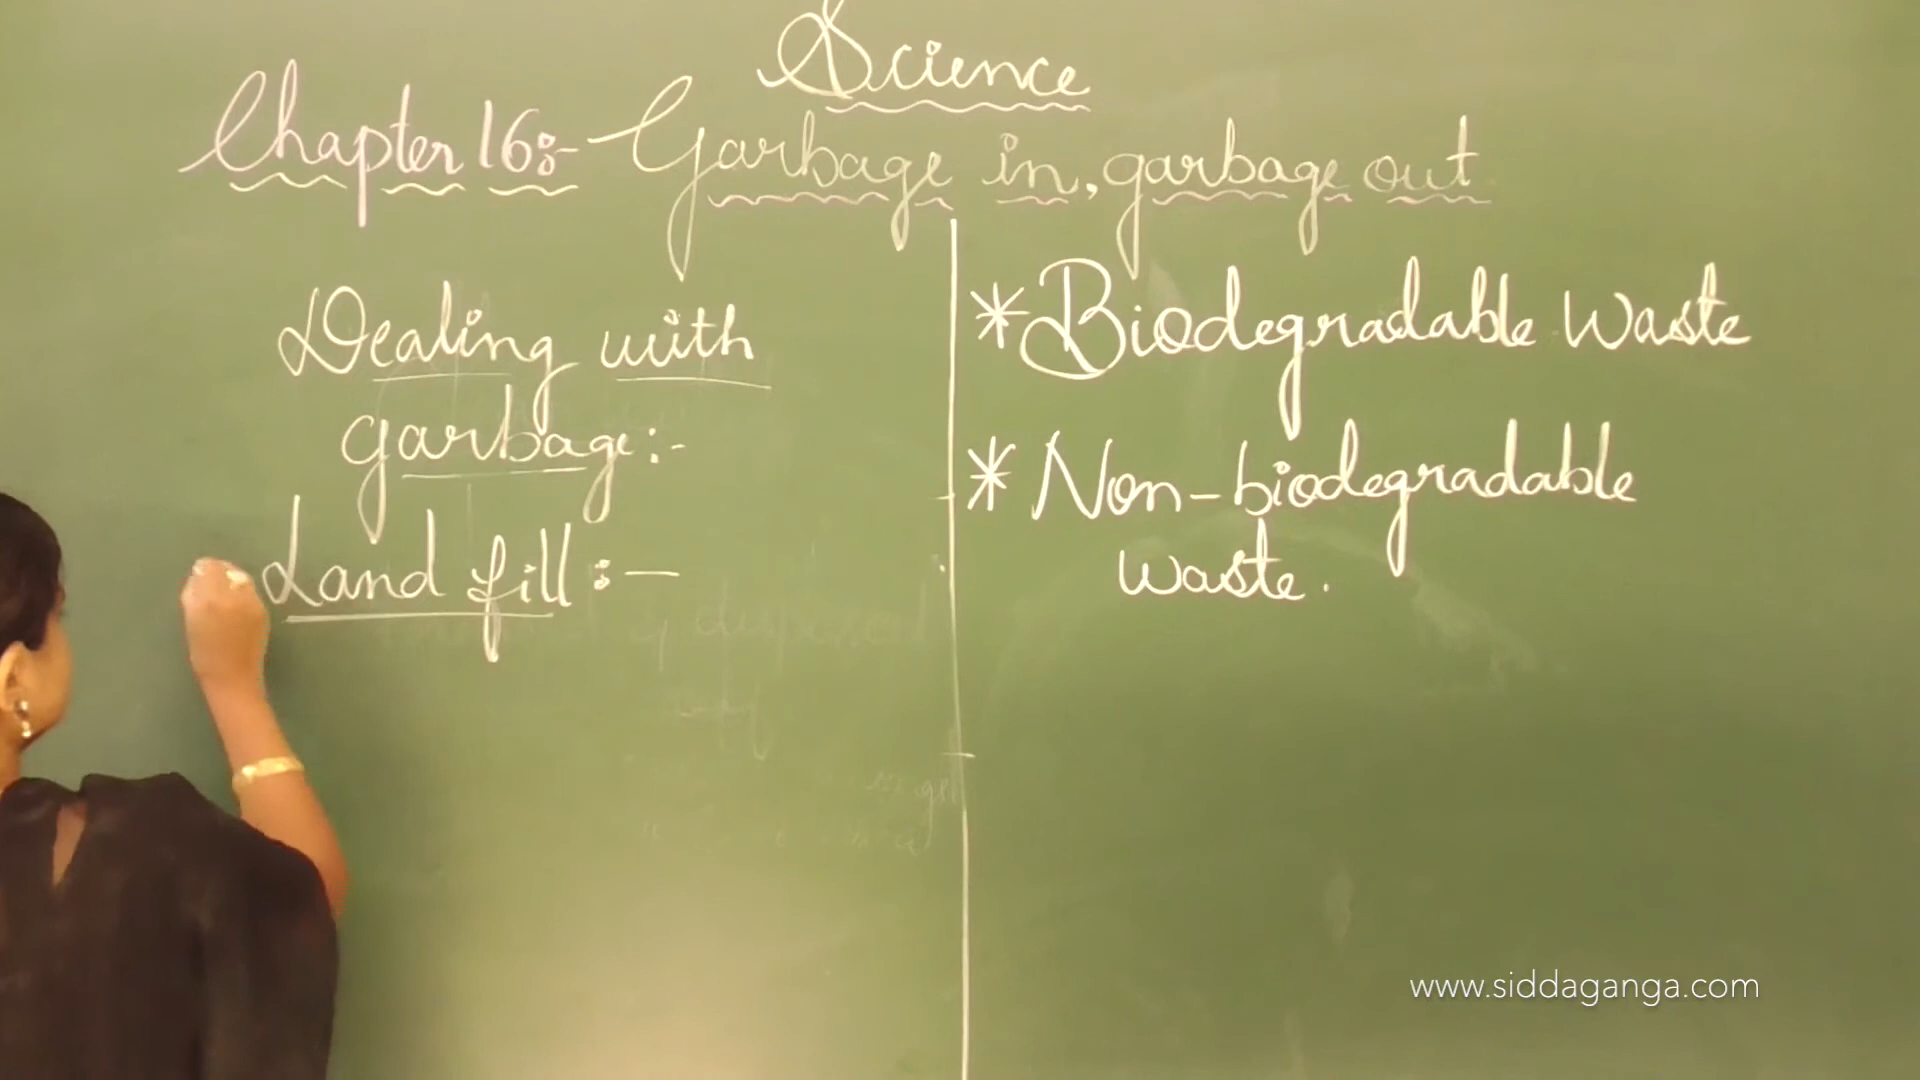 Science
Chapter 16:- Garbage in, garbage out
Dealing with
garbage:-
Land fill :-
* Biodegradable Waste
* Non-biodegradable
Waste.
www.siddaganga.com